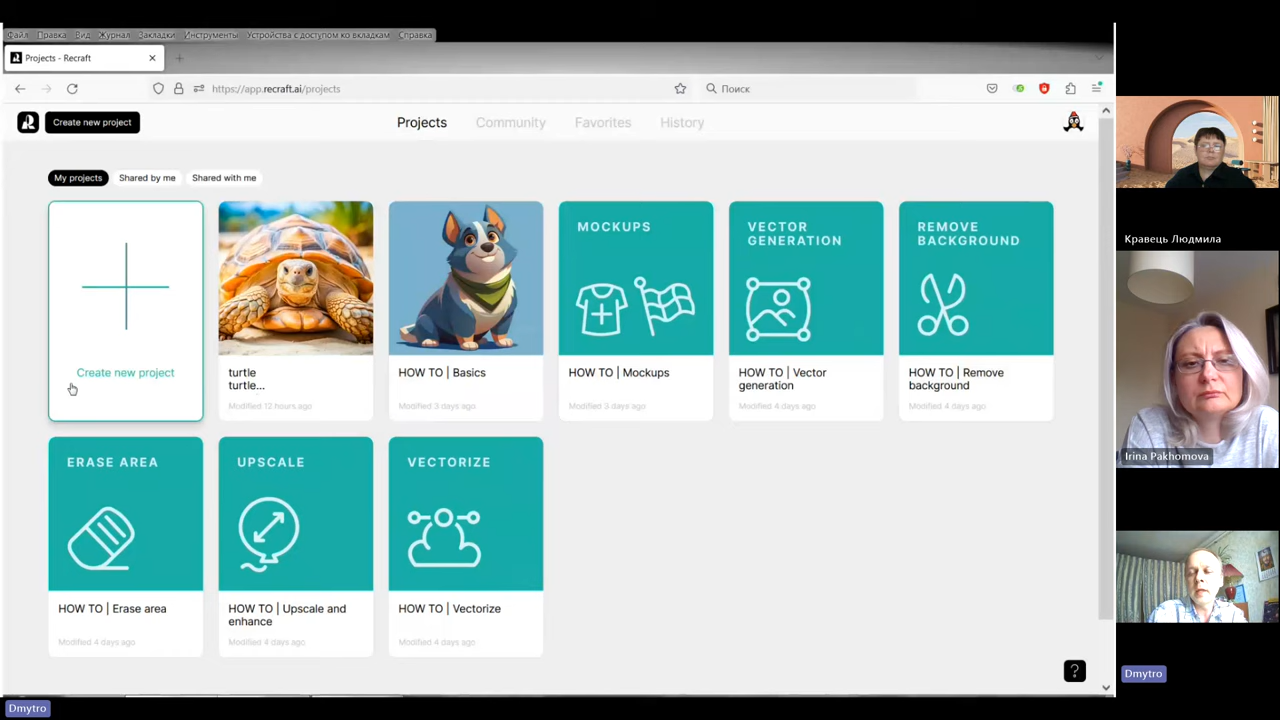 Файл Правка Вид Журнал Закладки Инструменты Устройства с доступом ко вкладкам Справка
Projects - Recraft
https://app.recraft.ai/projects
Поиск
Create new project
Projects Community Favorites History
My projects Shared by me Shared with me
Create new project
turtle
turtle...
Modified 12 hours ago
HOW TO | Basics
Modified 3 days ago
MOCKUPS
HOW TO | Mockups
Modified 3 days ago
VECTOR
GENERATION
HOW TO | Vector
generation
Modified 4 days ago
REMOVE
BACKGROUND
HOW TO | Remove
background
Modified 4 days ago
ERASE AREA
HOW TO | Erase area
Modified 4 days ago
UPSCALE
HOW TO | Upscale and
enhance
Modified 4 days ago
VECTORIZE
HOW TO | Vectorize
Modified 4 days ago
?
Кравець Людмила
Irina Pakhomova
Dmytro
Dmytro